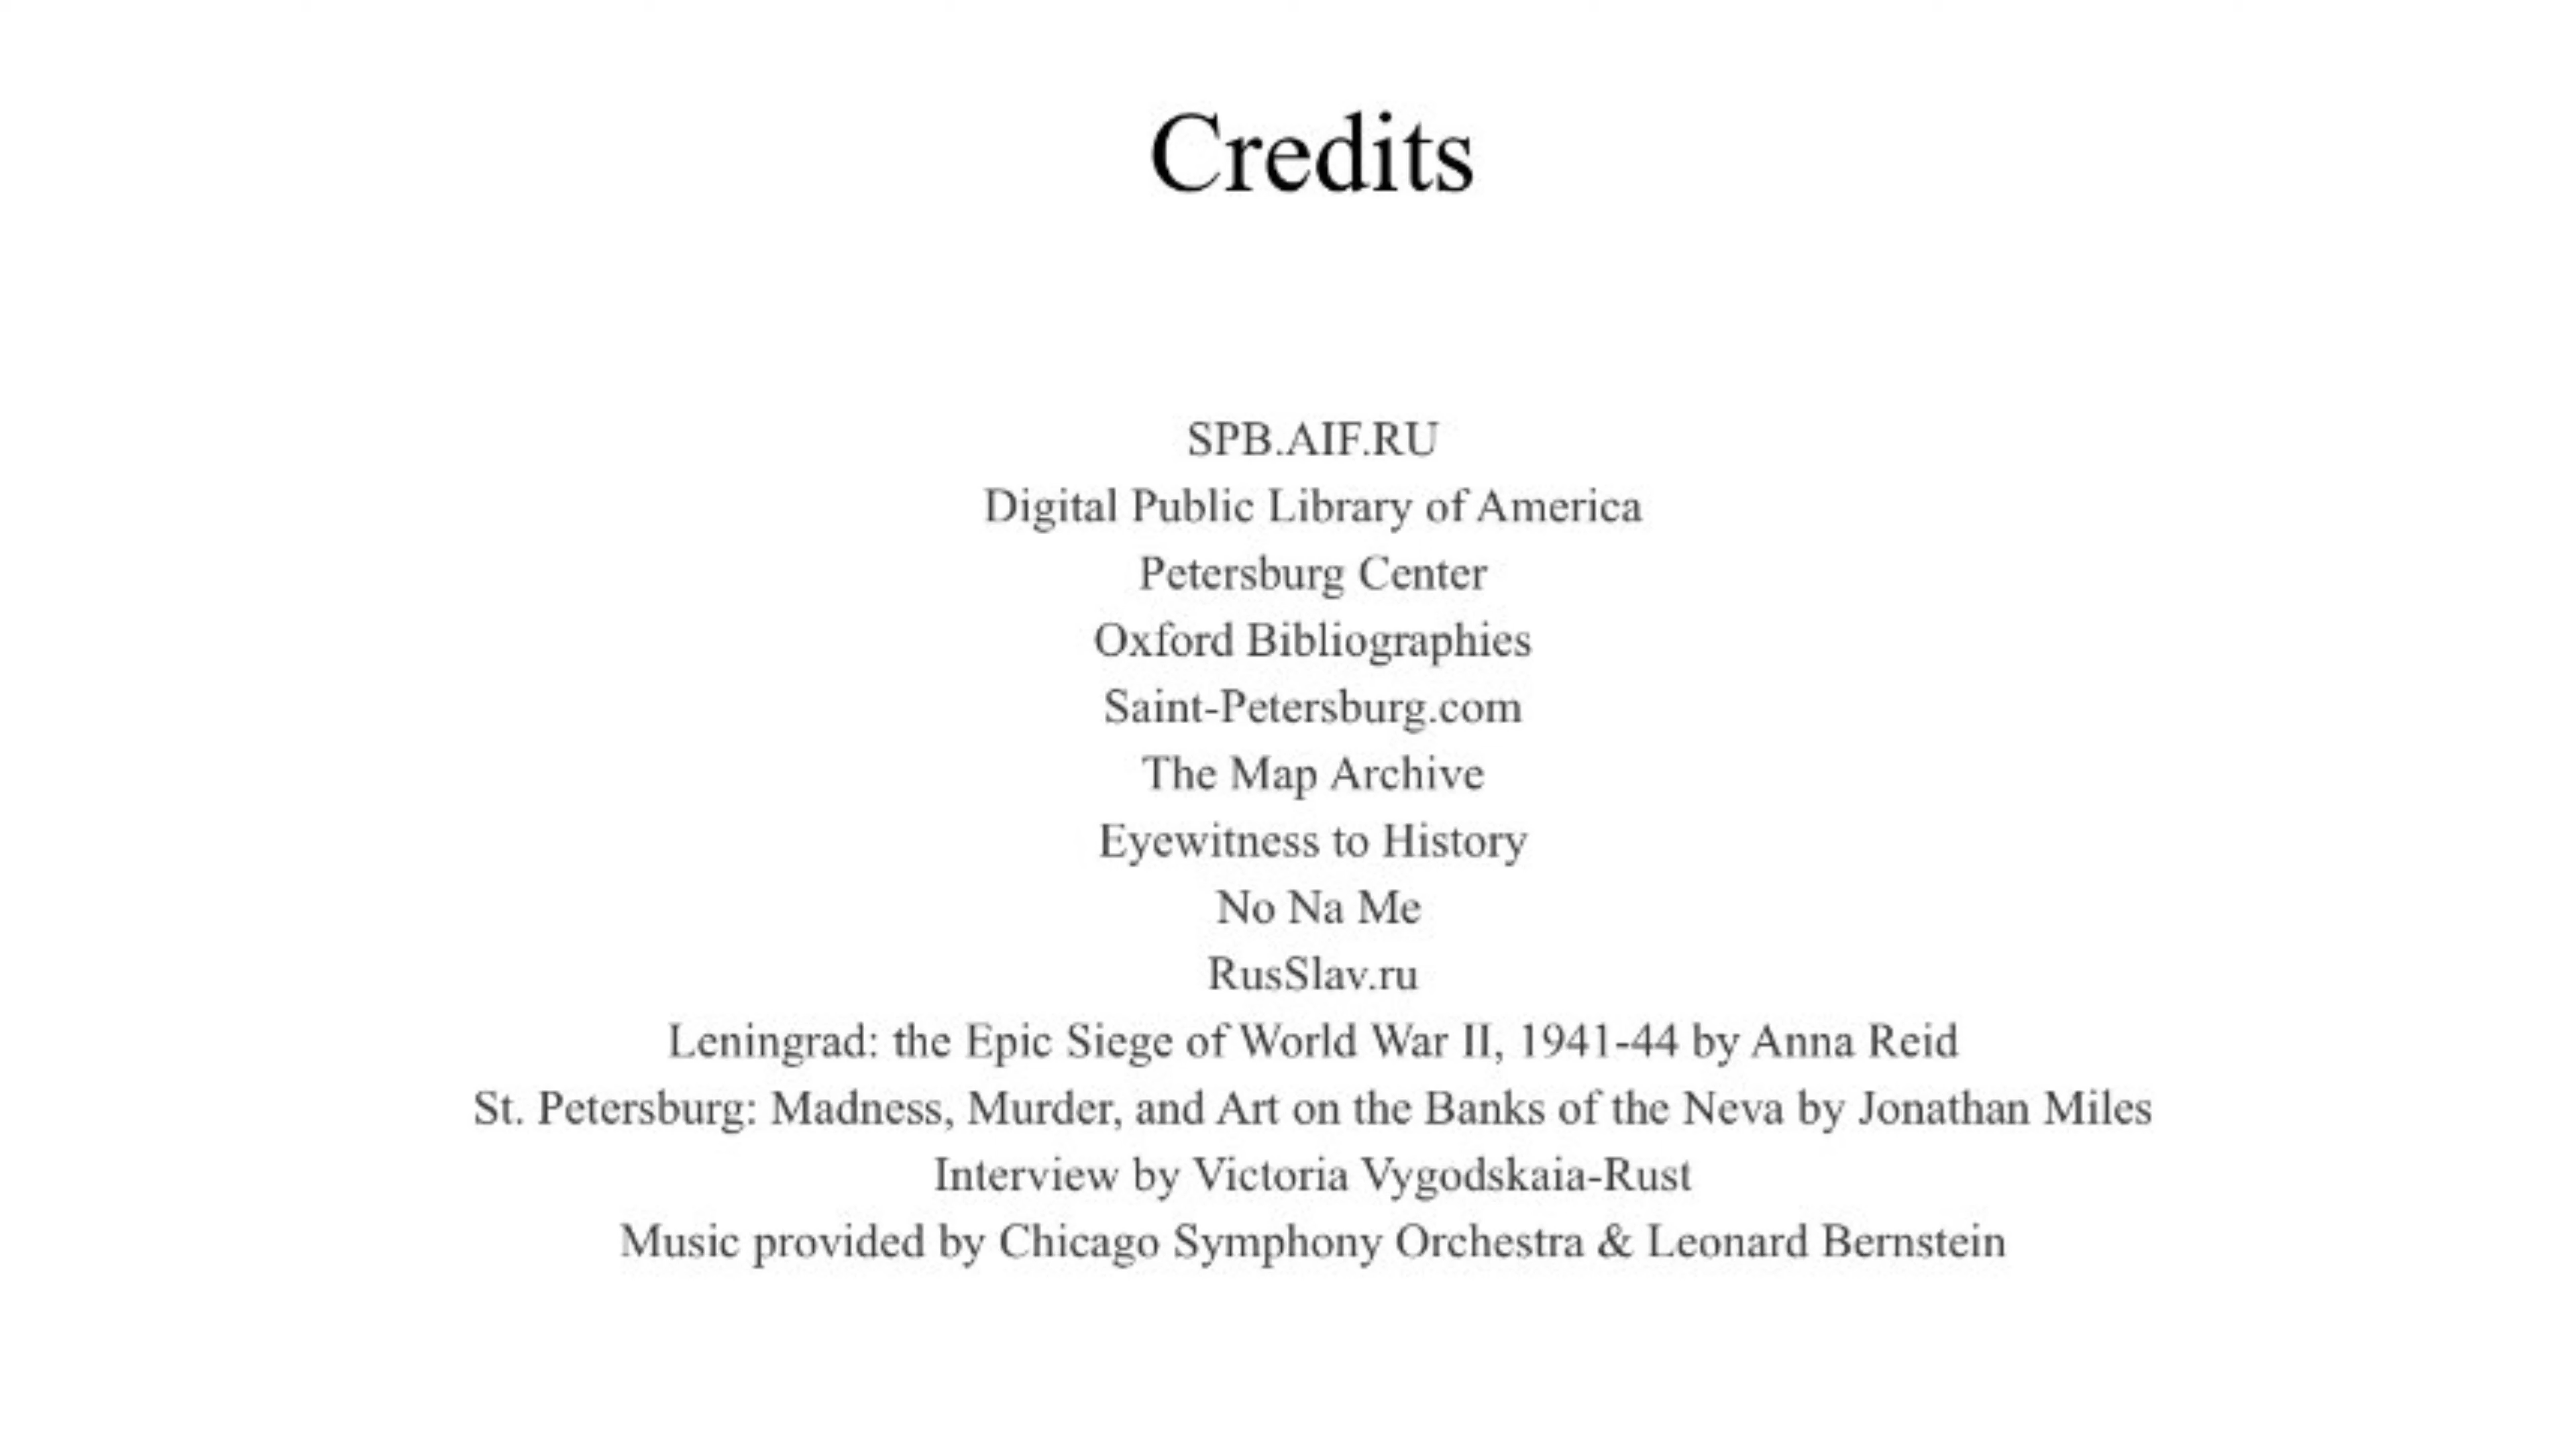 Credits
SPB.AIF.RU
Digital Public Library of America
Petersburg Center
Oxford Bibliographies
Saint-Petersburg.com
The Map Archive
Eyewitness to History
No Na Me
RusSlav.ru
Leningrad: the Epic Siege of World War II, 1941-44 by Anna Reid
St. Petersburg: Madness, Murder, and Art on the Banks of the Neva by Jonathan Miles
Interview by Victoria Vygodskaia-Rust
Music provided by Chicago Symphony Orchestra & Leonard Bernstein